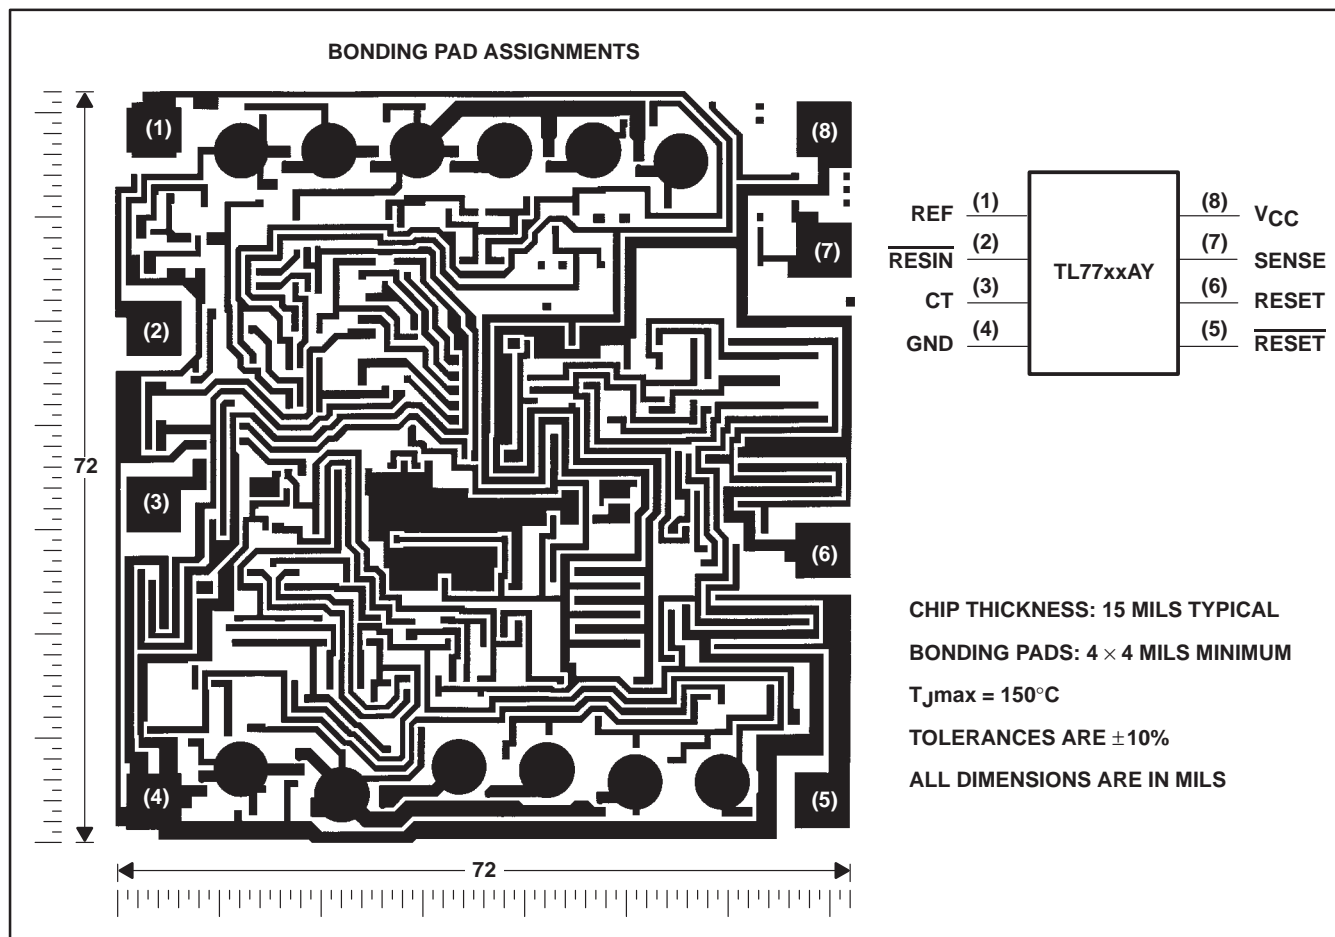 BONDING PAD ASSIGNMENTS
(1)
(8)
(7)
(2)
(3)
(6)
(4)
(5)
72
72
REF (1)
RESIN (2)
CT (3)
GND (4)
TL77xxAY
(8) VCC
(7) SENSE
(6) RESET
(5) RESET
CHIP THICKNESS: 15 MILS TYPICAL
BONDING PADS: 4 × 4 MILS MINIMUM
TJmax = 150°C
TOLERANCES ARE ±10%
ALL DIMENSIONS ARE IN MILS